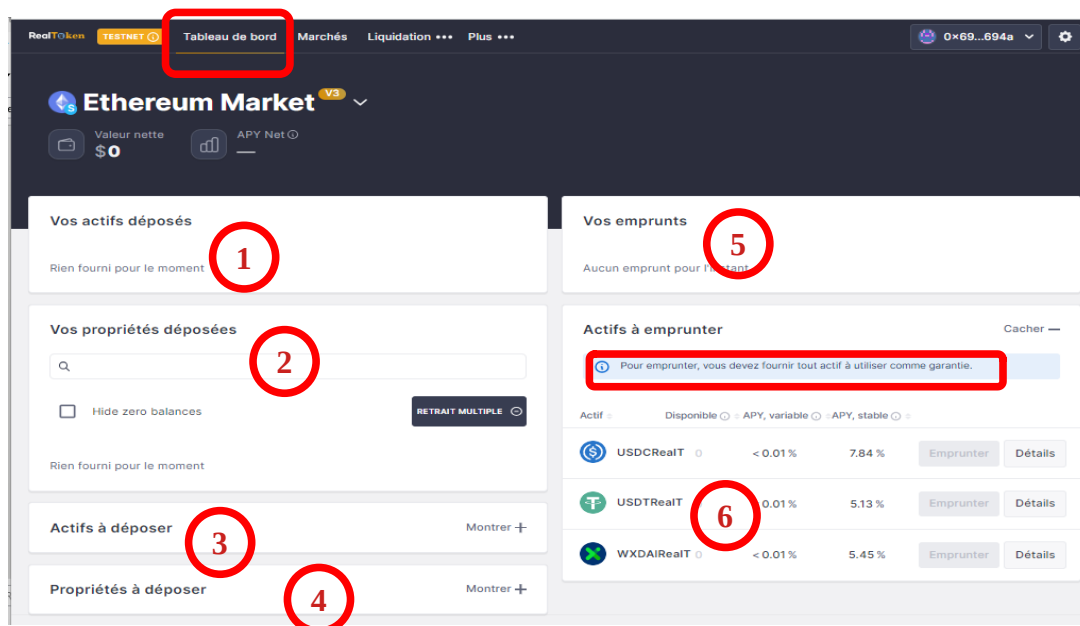 RealToken TESTNET Tableau de bord Marchés Liquidation ••• Plus ••• 0×69...694a
Ethereum Market V3
Valeur nette
$0
APY Net
—
Vos actifs déposés
Rien fourni pour le moment
1
Vos propriétés déposées
2
Hide zero balances
RETRAIT MULTIPLE
Rien fourni pour le moment
Actifs à déposer
Montrer +
3
Propriétés à déposer
Montrer +
4
Vos emprunts
5
Aucun emprunt pour l'instant
Actifs à emprunter
Cacher —
Pour emprunter, vous devez fournir tout actif à utiliser comme garantie.
Actif Disponible APY, variable APY, stable
USDCRealT 0 <0.01% 7.84% Emprunter Détails
USDTRealT 0.01% 5.13% Emprunter Détails
6
WXDAIRealT 0 <0.01% 5.45% Emprunter Détails